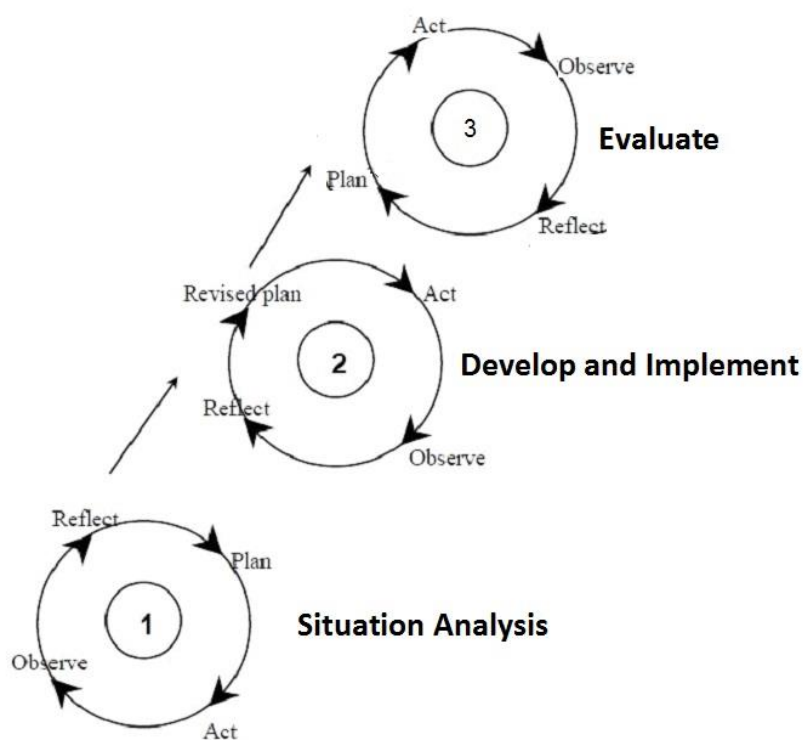 Act
Observe
3
Evaluate
Plan
Reflect
Revised plan
Act
2
Develop and Implement
Reflect
Observe
Reflect
Plan
1
Situation Analysis
Observe
Act